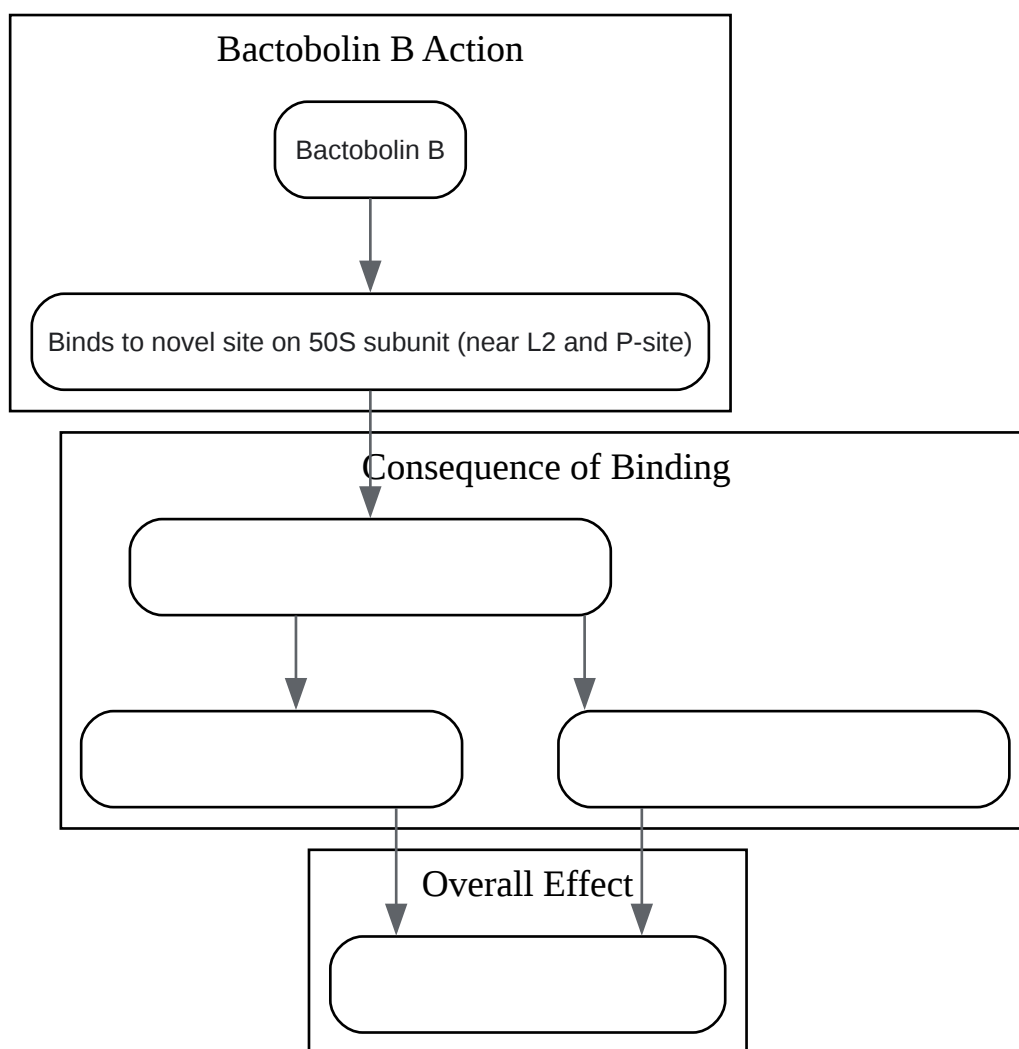 Bactobolin B Action
Bactobolin B
Binds to novel site on 50S subunit (near L2 and P-site)
Consequence of Binding
Overall Effect